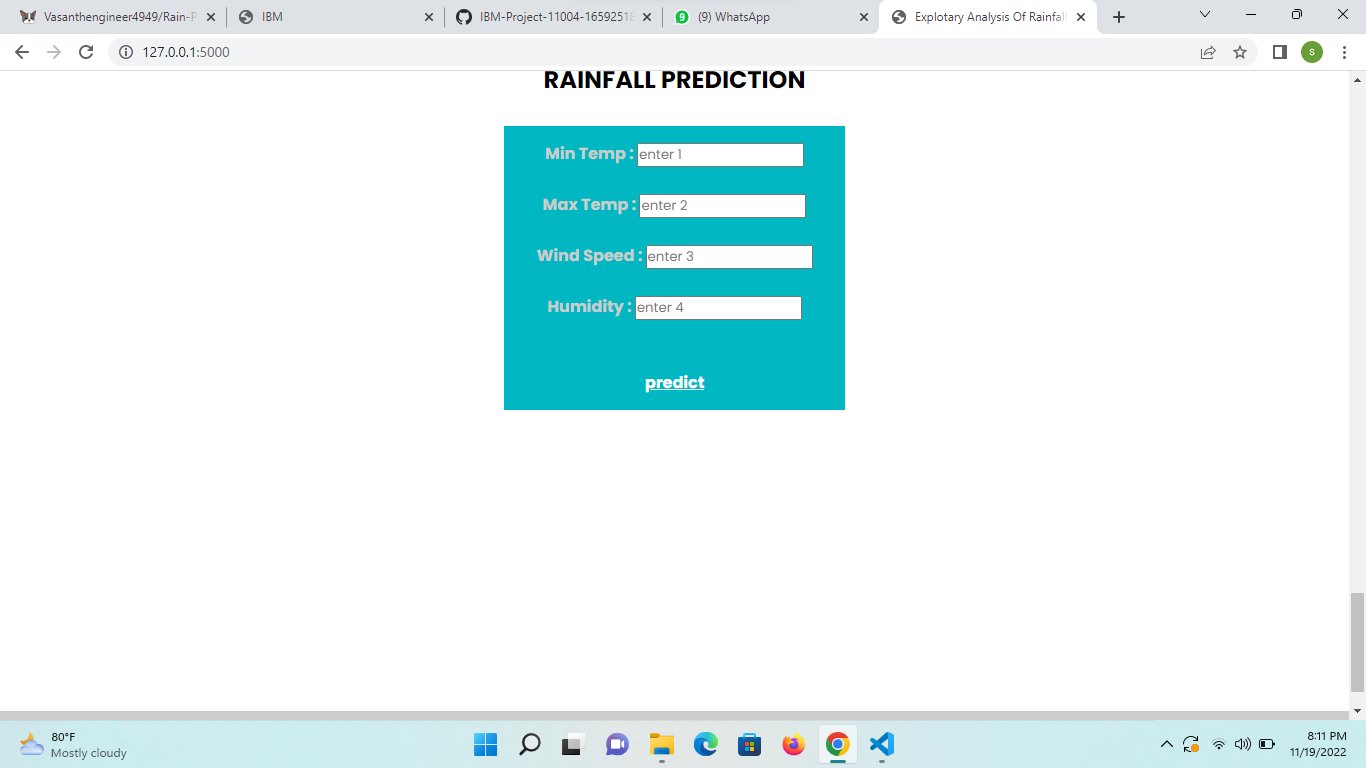 Vasanthengineer4949/Rain-P
IBM
IBM-Project-11004-16592518
9 (9) WhatsApp
Explotary Analysis Of Rainfall
127.0.0.1:5000
s
RAINFALL PREDICTION
Min Temp : enter 1
Max Temp : enter 2
Wind Speed : enter 3
Humidity : enter 4
predict
80°F
Mostly cloudy
8:11 PM
11/19/2022